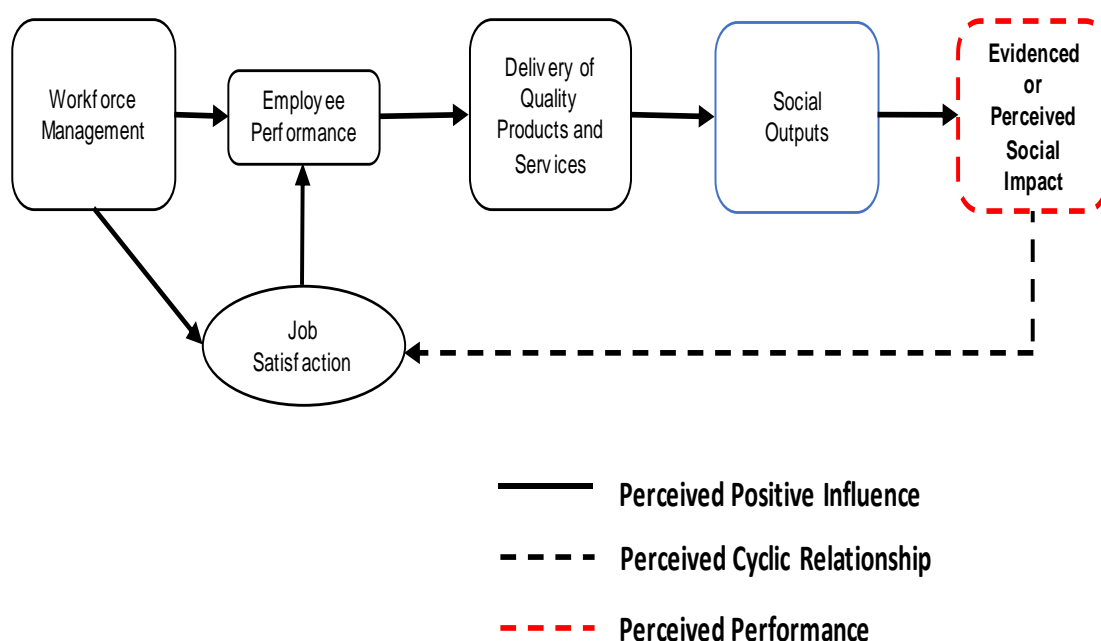 Workforce
Management
Employee
Performance
Delivery of
Quality
Products and
Services
Social
Outputs
Evidenced
or
Perceived
Social
Impact
Job
Satisfaction
Perceived Positive Influence
Perceived Cyclic Relationship
Perceived Performance